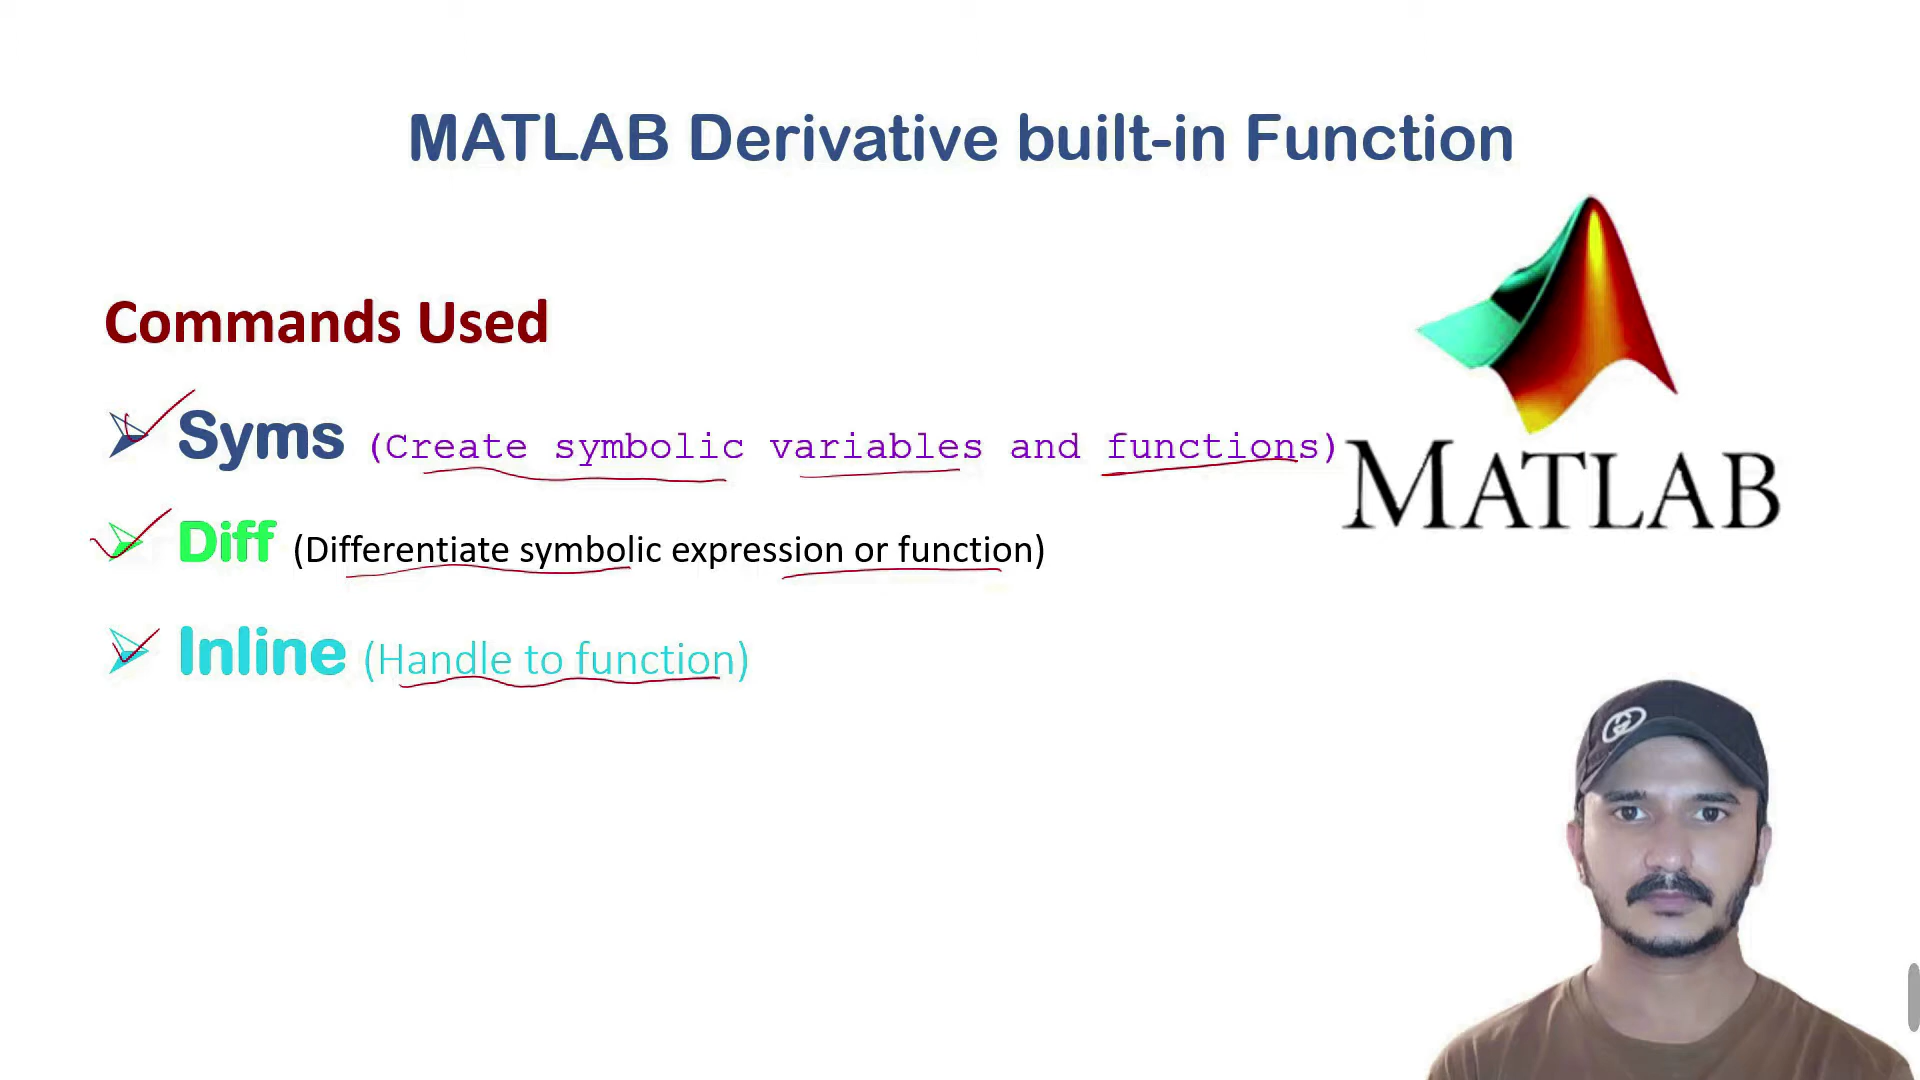 MATLAB Derivative built-in Function
Commands Used
Syms (Create symbolic variables and functions)
MATLAB
Diff (Differentiate symbolic expression or function)
Inline (Handle to function)